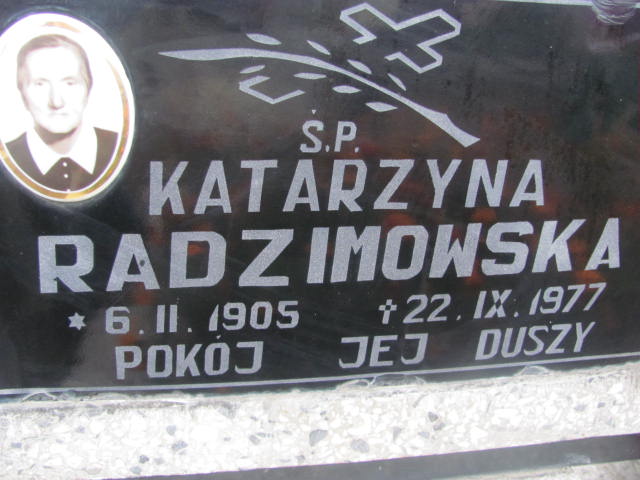 Ś.P.
KATARZYNA
RADZIMOWSKA
* 6.II.1905 † 22.IX.1977
POKÓJ JEJ DUSZY